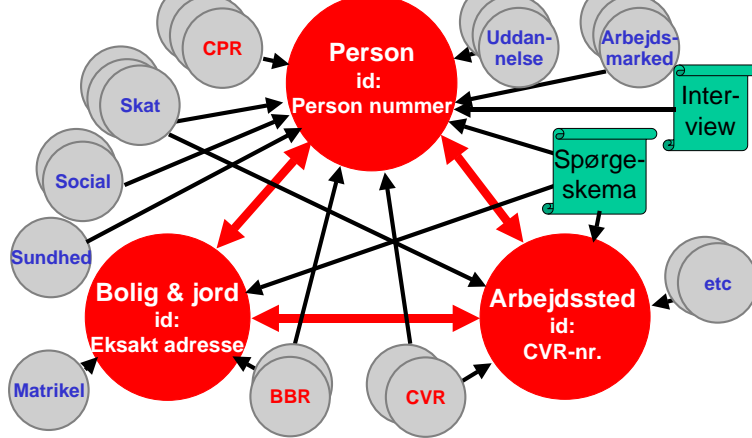 CPR
Person
id:
Person nummer
Uddan-
nelse
Arbejds-
marked
Inter-
view
Skat
Spørge-
skema
Social
Sundhed
Bolig & jord
id:
Eksakt adresse
Arbejdssted
id:
CVR-nr.
etc
Matrikel
BBR
CVR